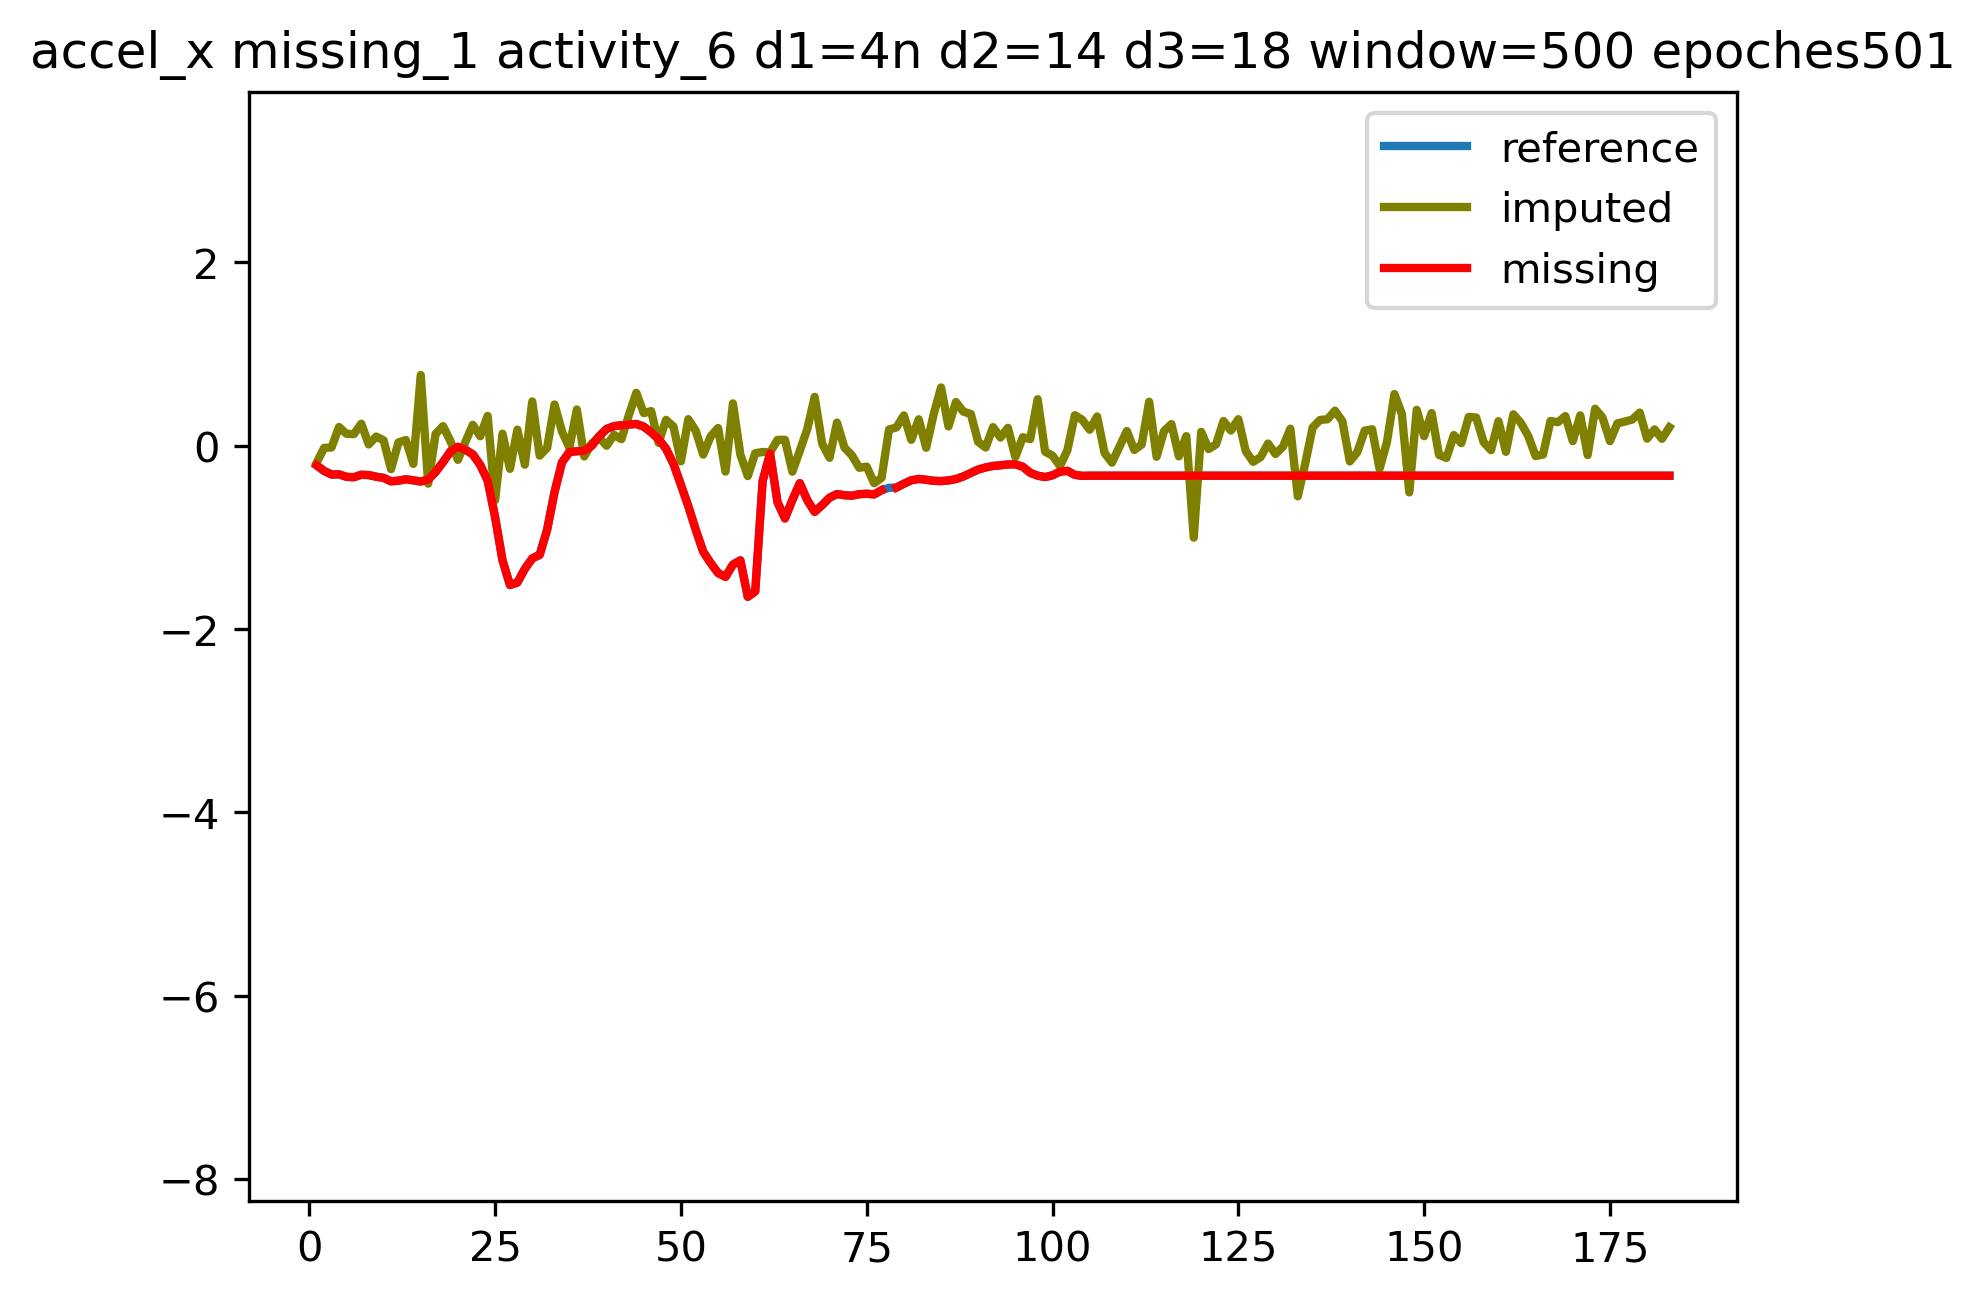 accel_x missing_1 activity_6 d1=4n d2=14 d3=18 window=500 epoches501
reference
imputed
missing
2
0
−2
−4
−6
−8
0 25 50 75 100 125 150 175